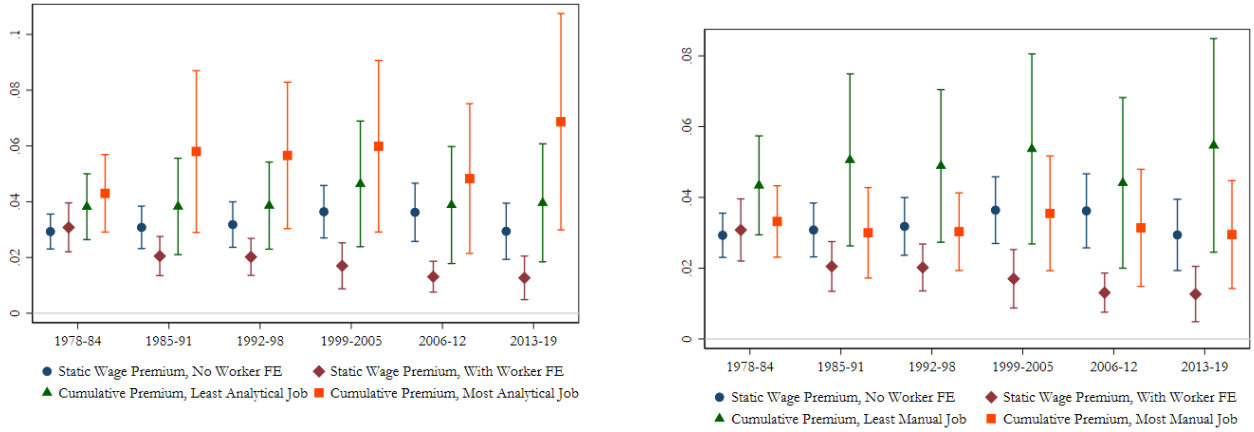 .1
.08
.06
.04
.02
0
1978-84 1985-91 1992-98 1999-2005 2006-12 2013-19
Static Wage Premium, No Worker FE Static Wage Premium, With Worker FE
Cumulative Premium, Least Analytical Job Cumulative Premium, Most Analytical Job
.08
.06
.04
.02
0
1978-84 1985-91 1992-98 1999-2005 2006-12 2013-19
Static Wage Premium, No Worker FE Static Wage Premium, With Worker FE
Cumulative Premium, Least Manual Job Cumulative Premium, Most Manual Job